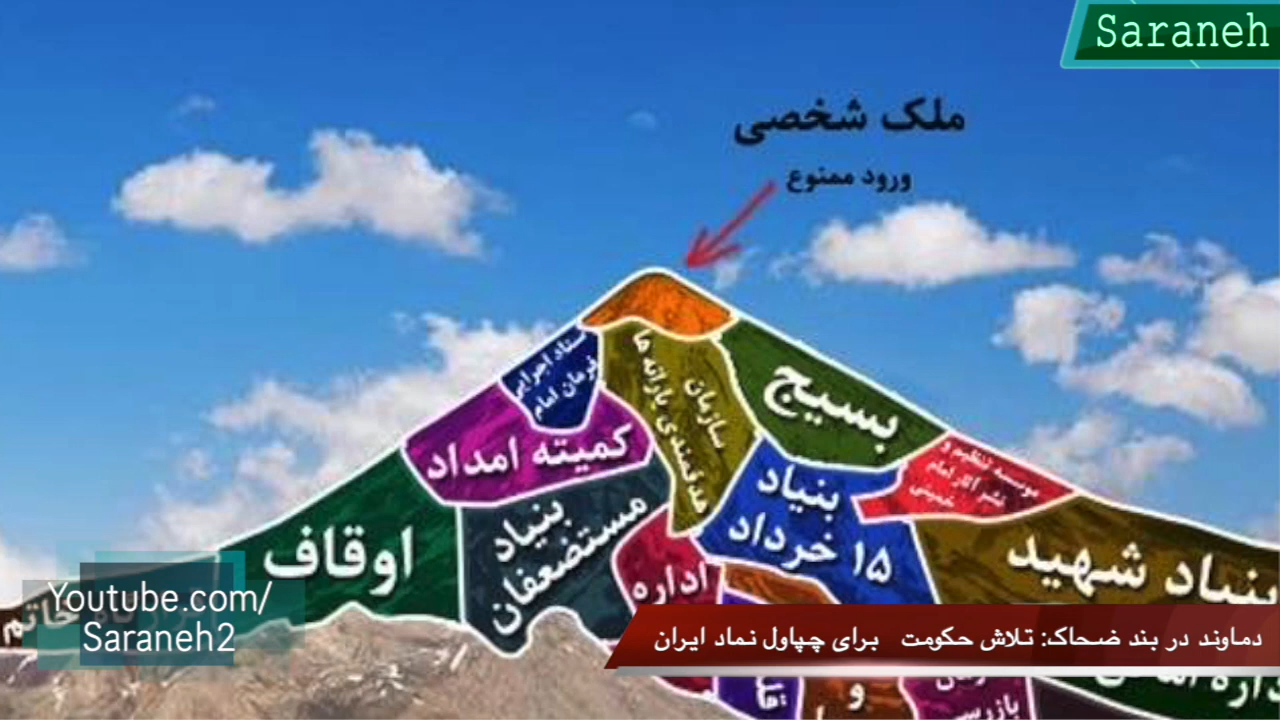 Saraneh
ملک شخصی
ورود ممنوع
ستاد اجرایی
فرمان امام
سازمان
هدفمندی یارانه ها
بسیج
کمیته امداد
موسسه تنظیم و
نشر آثار امام
خمینی
بنیاد
مستضعفان
بنیاد
۱۵ خرداد
اوقاف
بنیاد شهید
اداره
خاتم
Youtube.com/
Saraneh2
دماوند در بند ضحاک: تلاش حکومت برای چپاول نماد ایران
و
بازرسی